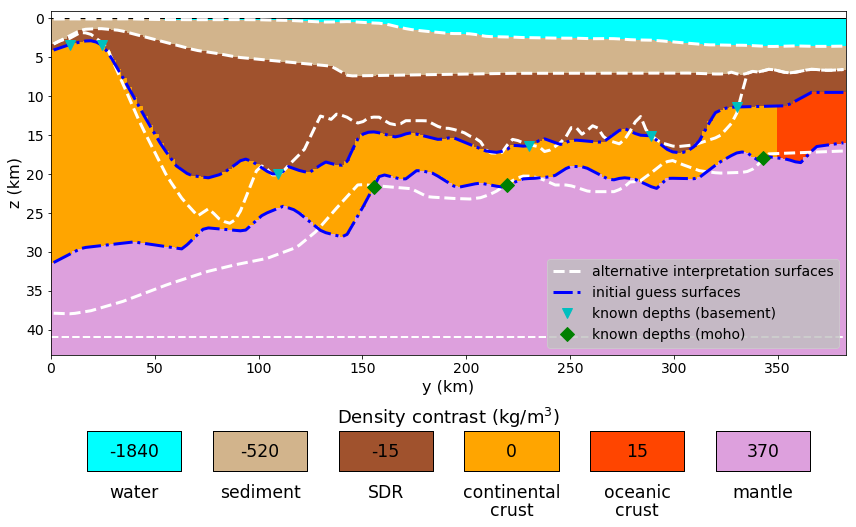 0
5
10
15
20
25
30
35
40
z (km)
alternative interpretation surfaces
initial guess surfaces
known depths (basement)
known depths (moho)
0 50 100 150 200 250 300 350
y (km)
Density contrast (kg/m³)
-1840 -520 -15 0 15 370
water sediment SDR continental oceanic mantle
crust crust